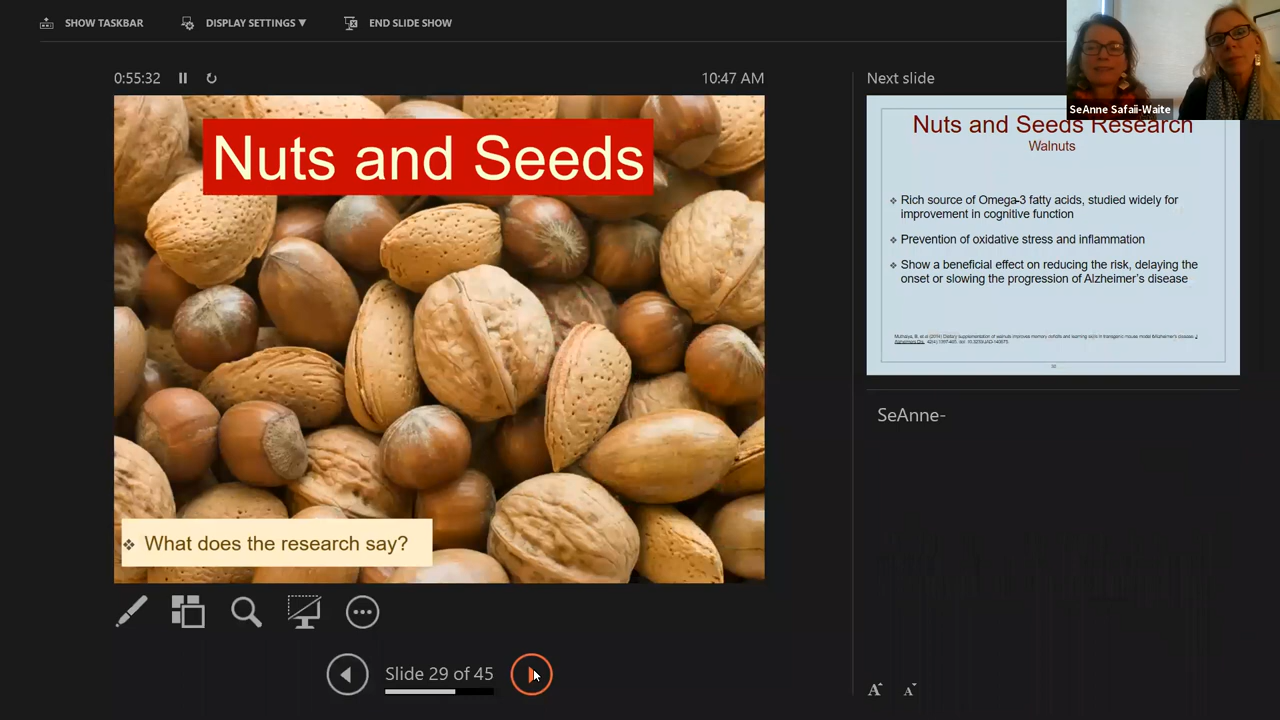 SHOW TASKBAR
DISPLAY SETTINGS ▼
END SLIDE SHOW
0:55:32
10:47 AM
Nuts and Seeds
❖ What does the research say?
Slide 29 of 45
Next slide
SeAnne Safaii-Waite
Nuts and Seeds Research
Walnuts
❖ Rich source of Omega-3 fatty acids, studied widely for
improvement in cognitive function
❖ Prevention of oxidative stress and inflammation
❖ Show a beneficial effect on reducing the risk, delaying the
onset or slowing the progression of Alzheimer's disease
SeAnne-
A
A